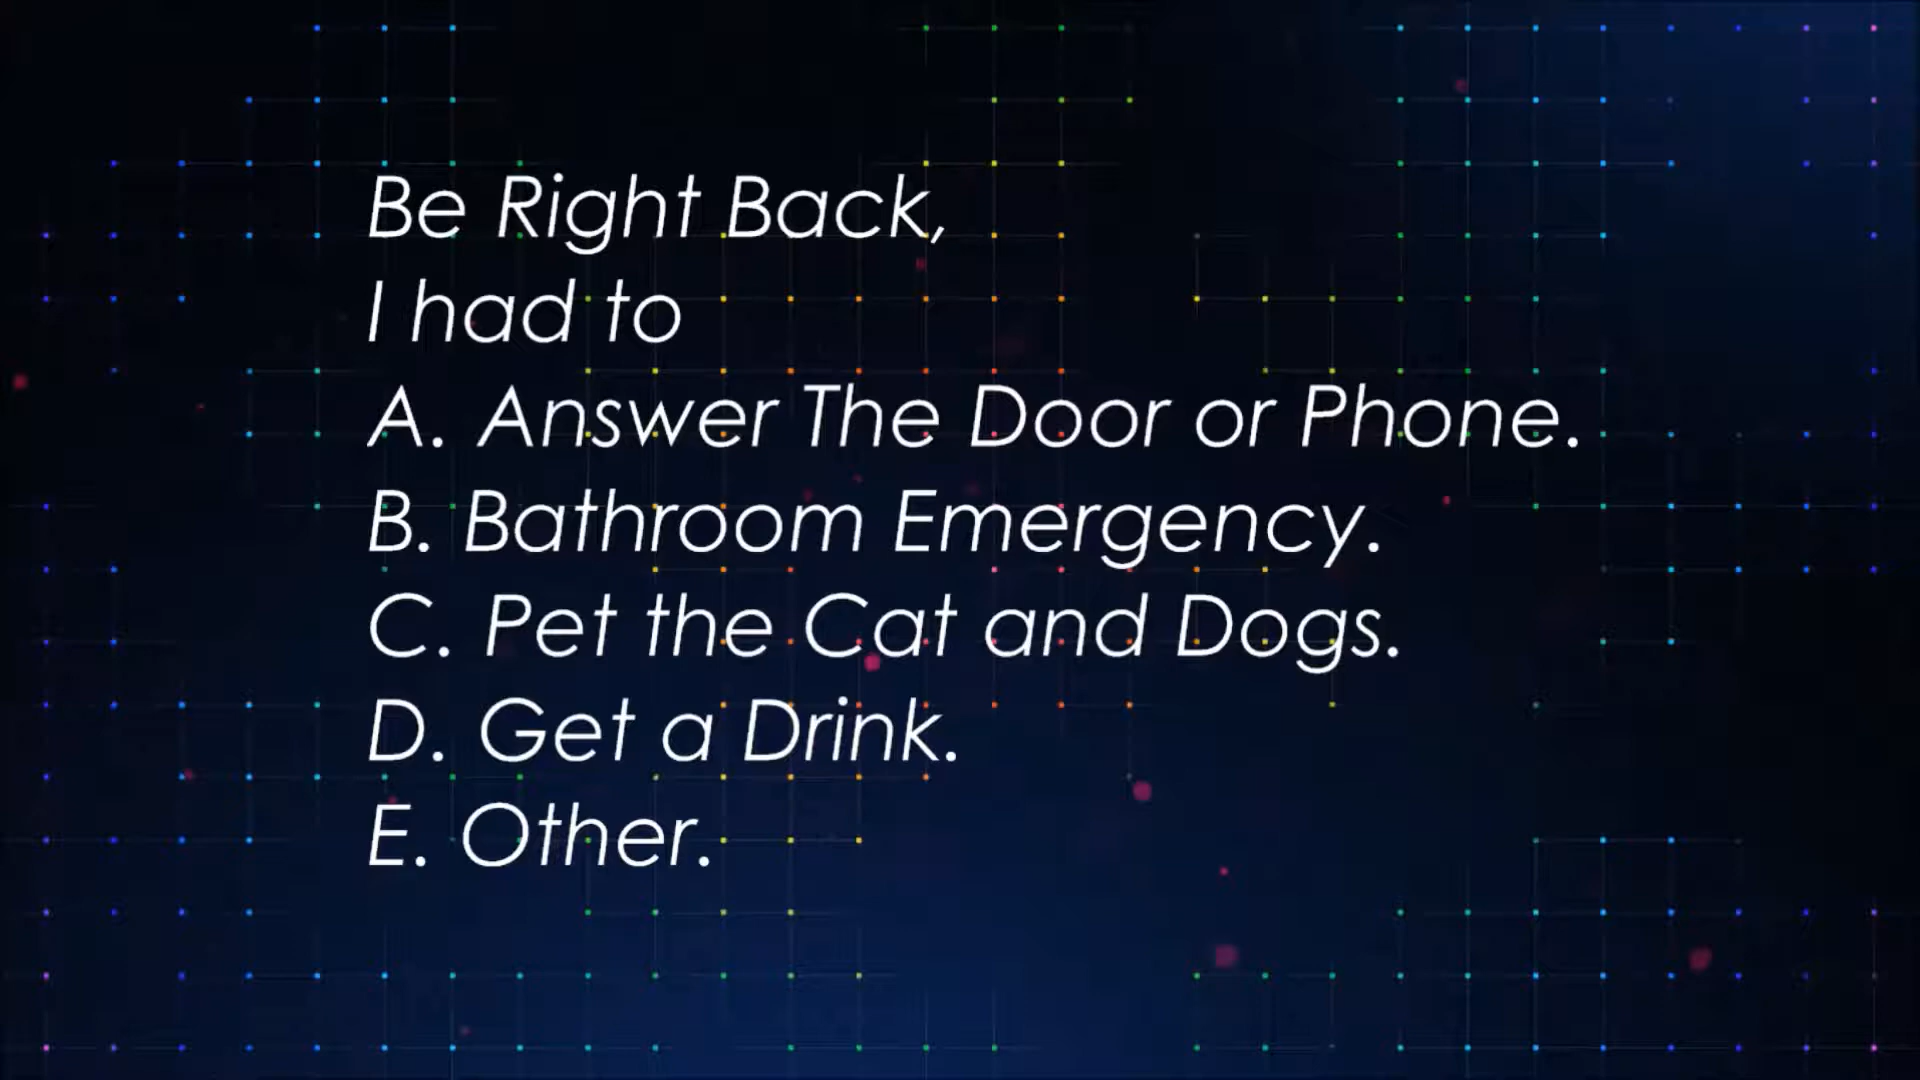 Be Right Back,
I had to
A. Answer The Door or Phone.
B. Bathroom Emergency.
C. Pet the Cat and Dogs.
D. Get a Drink.
E. Other.